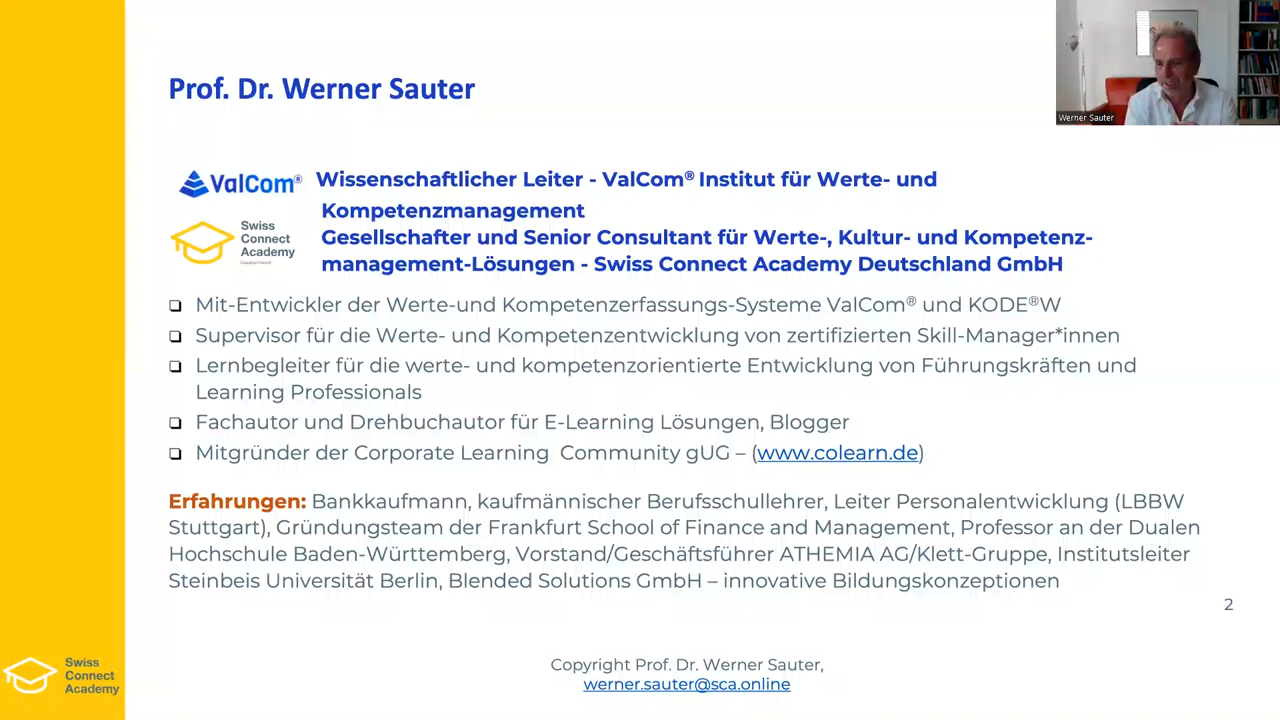 Prof. Dr. Werner Sauter
Werner Sauter
ValCom® Wissenschaftlicher Leiter - ValCom® Institut für Werte- und
Kompetenzmanagement
Swiss
Connect
Academy
Gesellschafter und Senior Consultant für Werte-, Kultur- und Kompetenz-
management-Lösungen - Swiss Connect Academy Deutschland GmbH
❑ Mit-Entwickler der Werte-und Kompetenzerfassungs-Systeme ValCom® und KODE®W
❑ Supervisor für die Werte- und Kompetenzentwicklung von zertifizierten Skill-Manager*innen
❑ Lernbegleiter für die werte- und kompetenzorientierte Entwicklung von Führungskräften und
Learning Professionals
❑ Fachautor und Drehbuchautor für E-Learning Lösungen, Blogger
❑ Mitgründer der Corporate Learning Community gUG – (www.colearn.de)
Erfahrungen: Bankkaufmann, kaufmännischer Berufsschullehrer, Leiter Personalentwicklung (LBBW
Stuttgart), Gründungsteam der Frankfurt School of Finance and Management, Professor an der Dualen
Hochschule Baden-Württemberg, Vorstand/Geschäftsführer ATHEMIA AG/Klett-Gruppe, Institutsleiter
Steinbeis Universität Berlin, Blended Solutions GmbH – innovative Bildungskonzeptionen
2
Swiss
Connect
Academy
Copyright Prof. Dr. Werner Sauter,
werner.sauter@sca.online